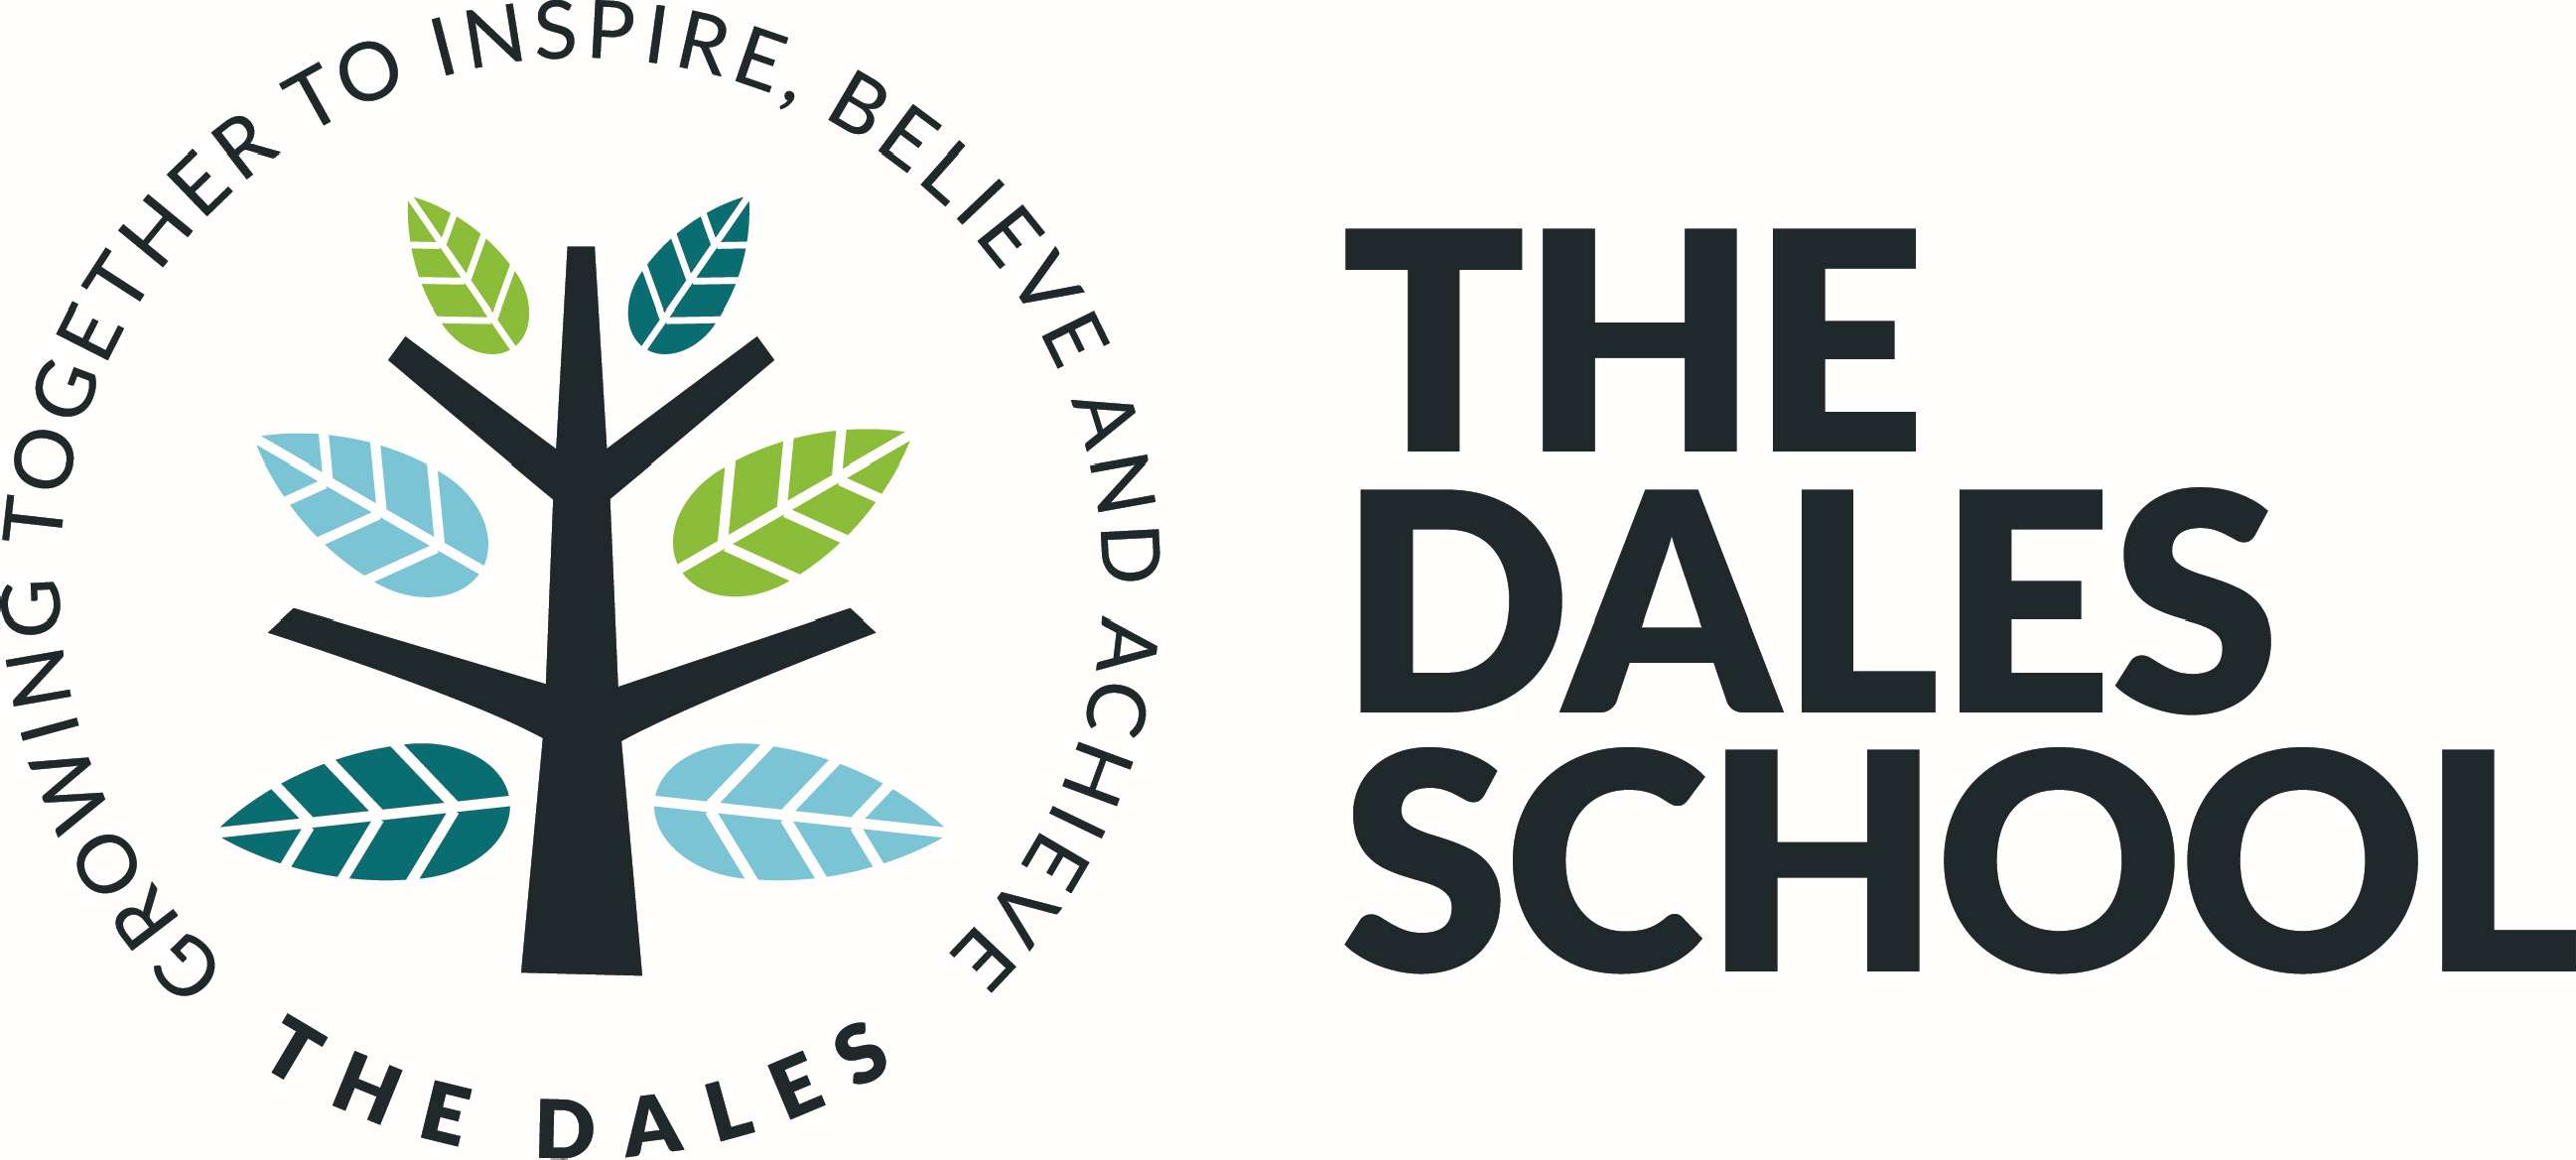 GROWING TOGETHER TO INSPIRE, BELIEVE AND ACHIEVE
THE DALES
THE
DALES
SCHOOL